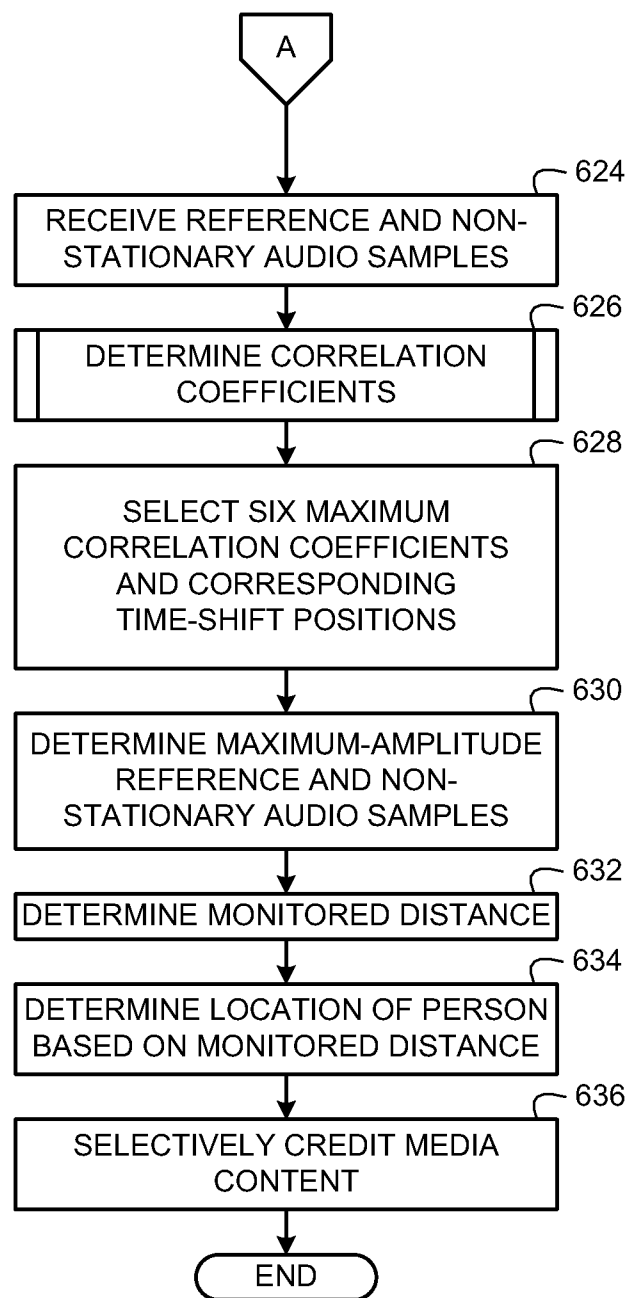 A
624
RECEIVE REFERENCE AND NON-
STATIONARY AUDIO SAMPLES
626
DETERMINE CORRELATION
COEFFICIENTS
628
SELECT SIX MAXIMUM
CORRELATION COEFFICIENTS
AND CORRESPONDING
TIME-SHIFT POSITIONS
630
DETERMINE MAXIMUM-AMPLITUDE
REFERENCE AND NON-
STATIONARY AUDIO SAMPLES
632
DETERMINE MONITORED DISTANCE
634
DETERMINE LOCATION OF PERSON
BASED ON MONITORED DISTANCE
636
SELECTIVELY CREDIT MEDIA
CONTENT
END